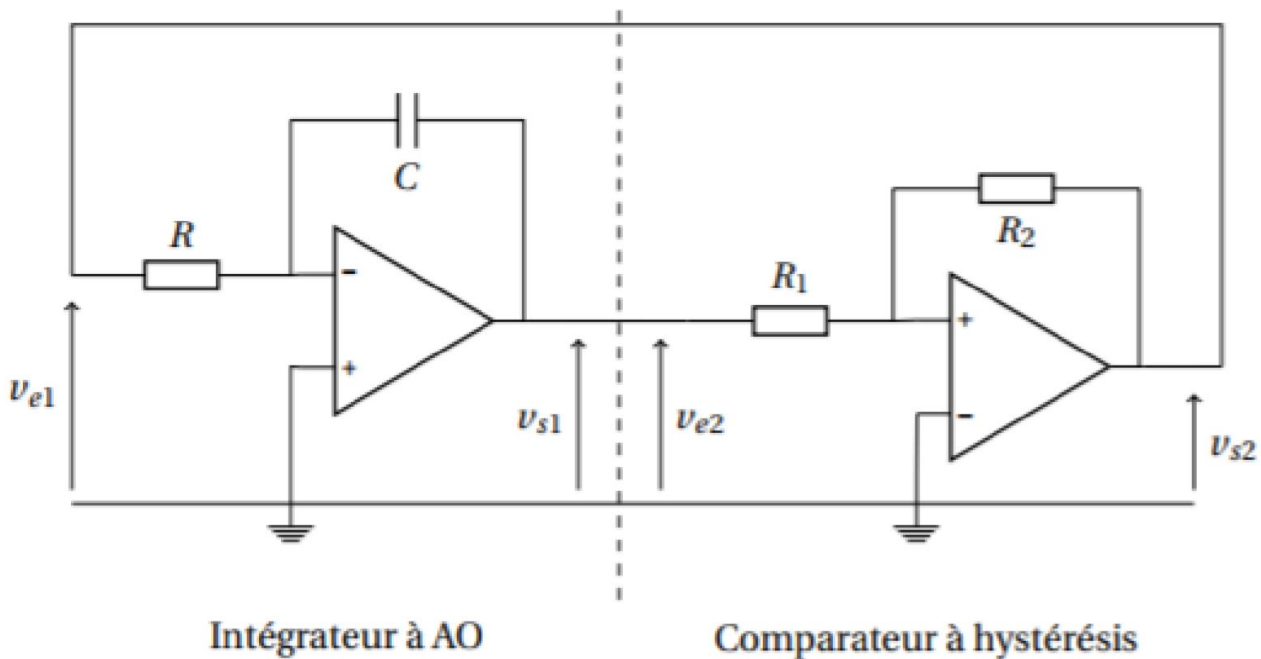 C
R
R₂
R₁
−
+
+
−
vₑ₁
vₛ₁
vₑ₂
vₛ₂
Intégrateur à AO
Comparateur à hystérésis